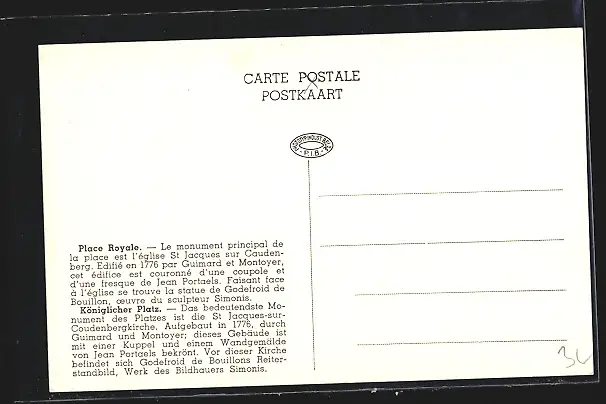 CARTE POSTALE
POSTKAART
P.I.B.
Place Royale. — Le monument principal de
la place est l'église St Jacques sur Cauden-
berg. Edifié en 1776 par Guimard et Montoyer,
cet édifice est couronné d'une coupole et
d'une fresque de Jean Portaels. Faisant face
à l'église se trouve la statue de Godefroid de
Bouillon, œuvre du sculpteur Simonis.
Königlicher Platz. — Das bedeutendste Mo-
nument des Platzes ist die St Jacques-sur-
Coudenbergkirche. Aufgebaut in 1776, durch
Guimard und Montoyer; dieses Gebäude ist
mit einer Kuppel und einem Wandgemälde
von Jean Portaels bekrönt. Vor dieser Kirche
befindet sich Godefroid de Bouillons Reiter-
standbild, Werk des Bildhauers Simonis.